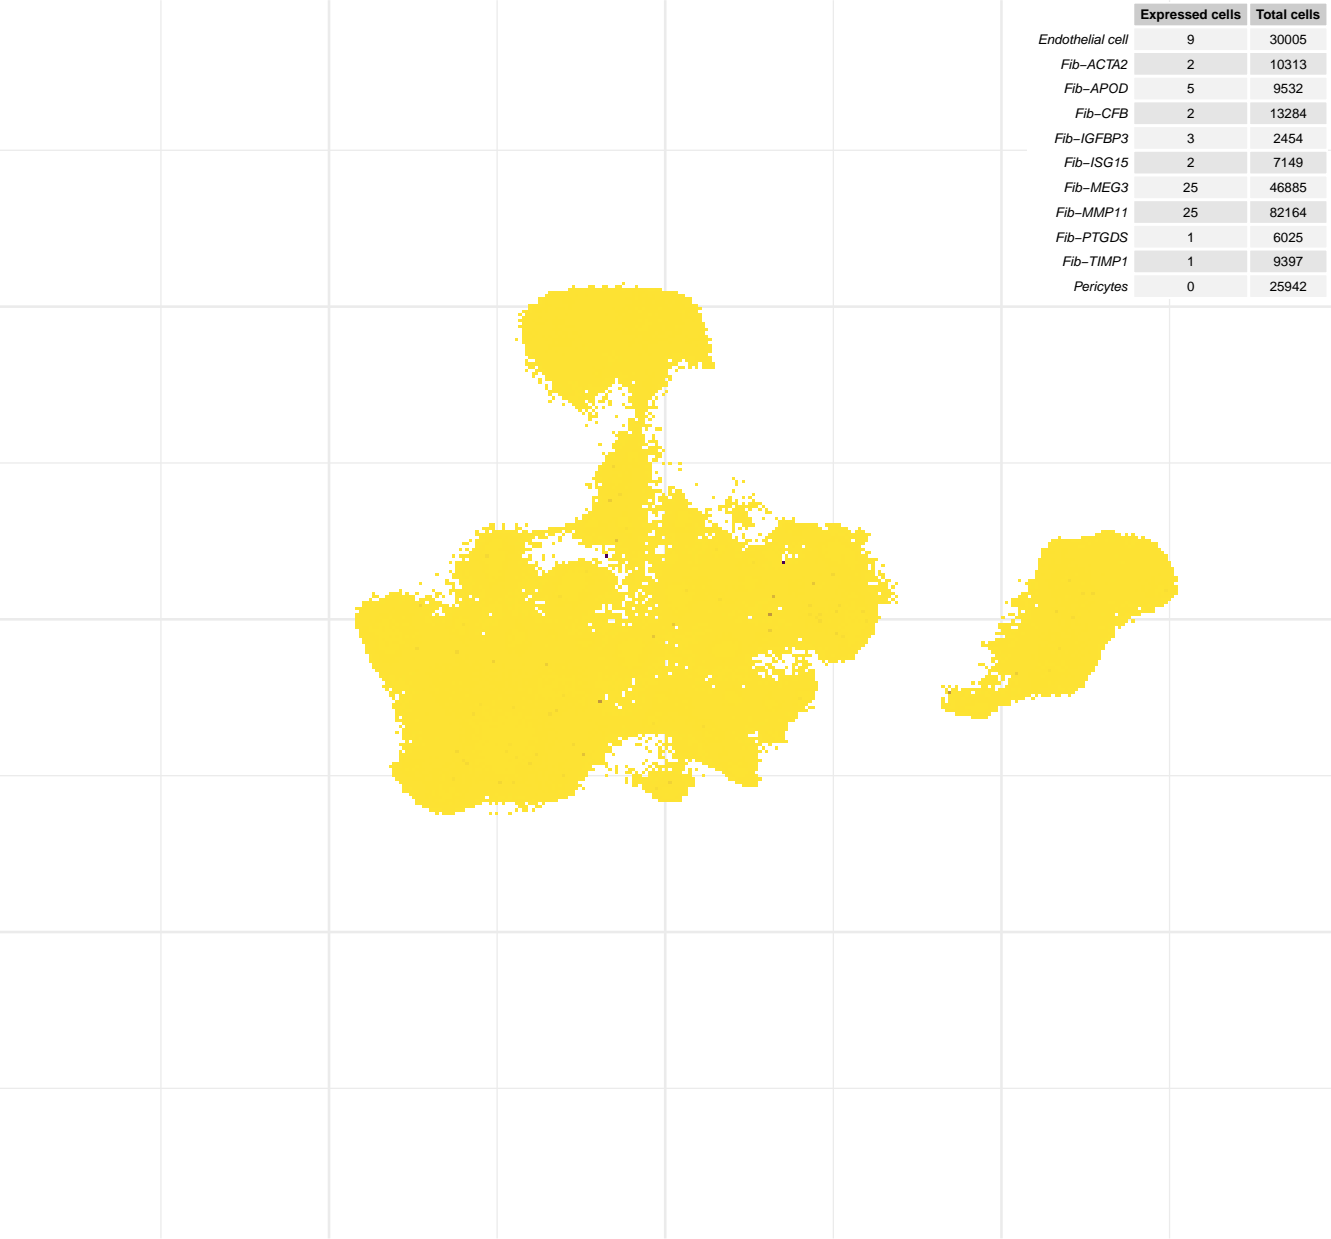 Expressed cells Total cells
Endothelial cell 9 30005
Fib−ACTA2 2 10313
Fib−APOD 5 9532
Fib−CFB 2 13284
Fib−IGFBP3 3 2454
Fib−ISG15 2 7149
Fib−MEG3 25 46885
Fib−MMP11 25 82164
Fib−PTGDS 1 6025
Fib−TIMP1 1 9397
Pericytes 0 25942